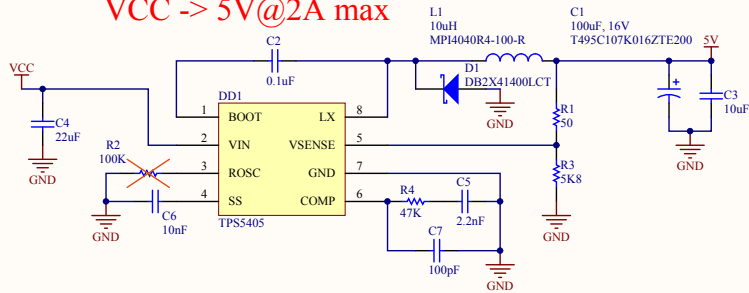 VCC -> 5V@2A max
L1
10uH
MPI4040R4-100-R
C1
100uF, 16V
T495C107K016ZTE200
5V
VCC
C2
0.1uF
D1
DB2X41400LCT
GND
C3
10uF
GND
C4
22uF
GND
DD1
1 BOOT LX 8
2 VIN VSENSE 5
3 ROSC GND 7
4 SS COMP 6
TPS5405
R1
50
R3
5K8
GND
R2
100K
GND
C6
10nF
R4
47K
C5
2.2nF
C7
100pF
GND